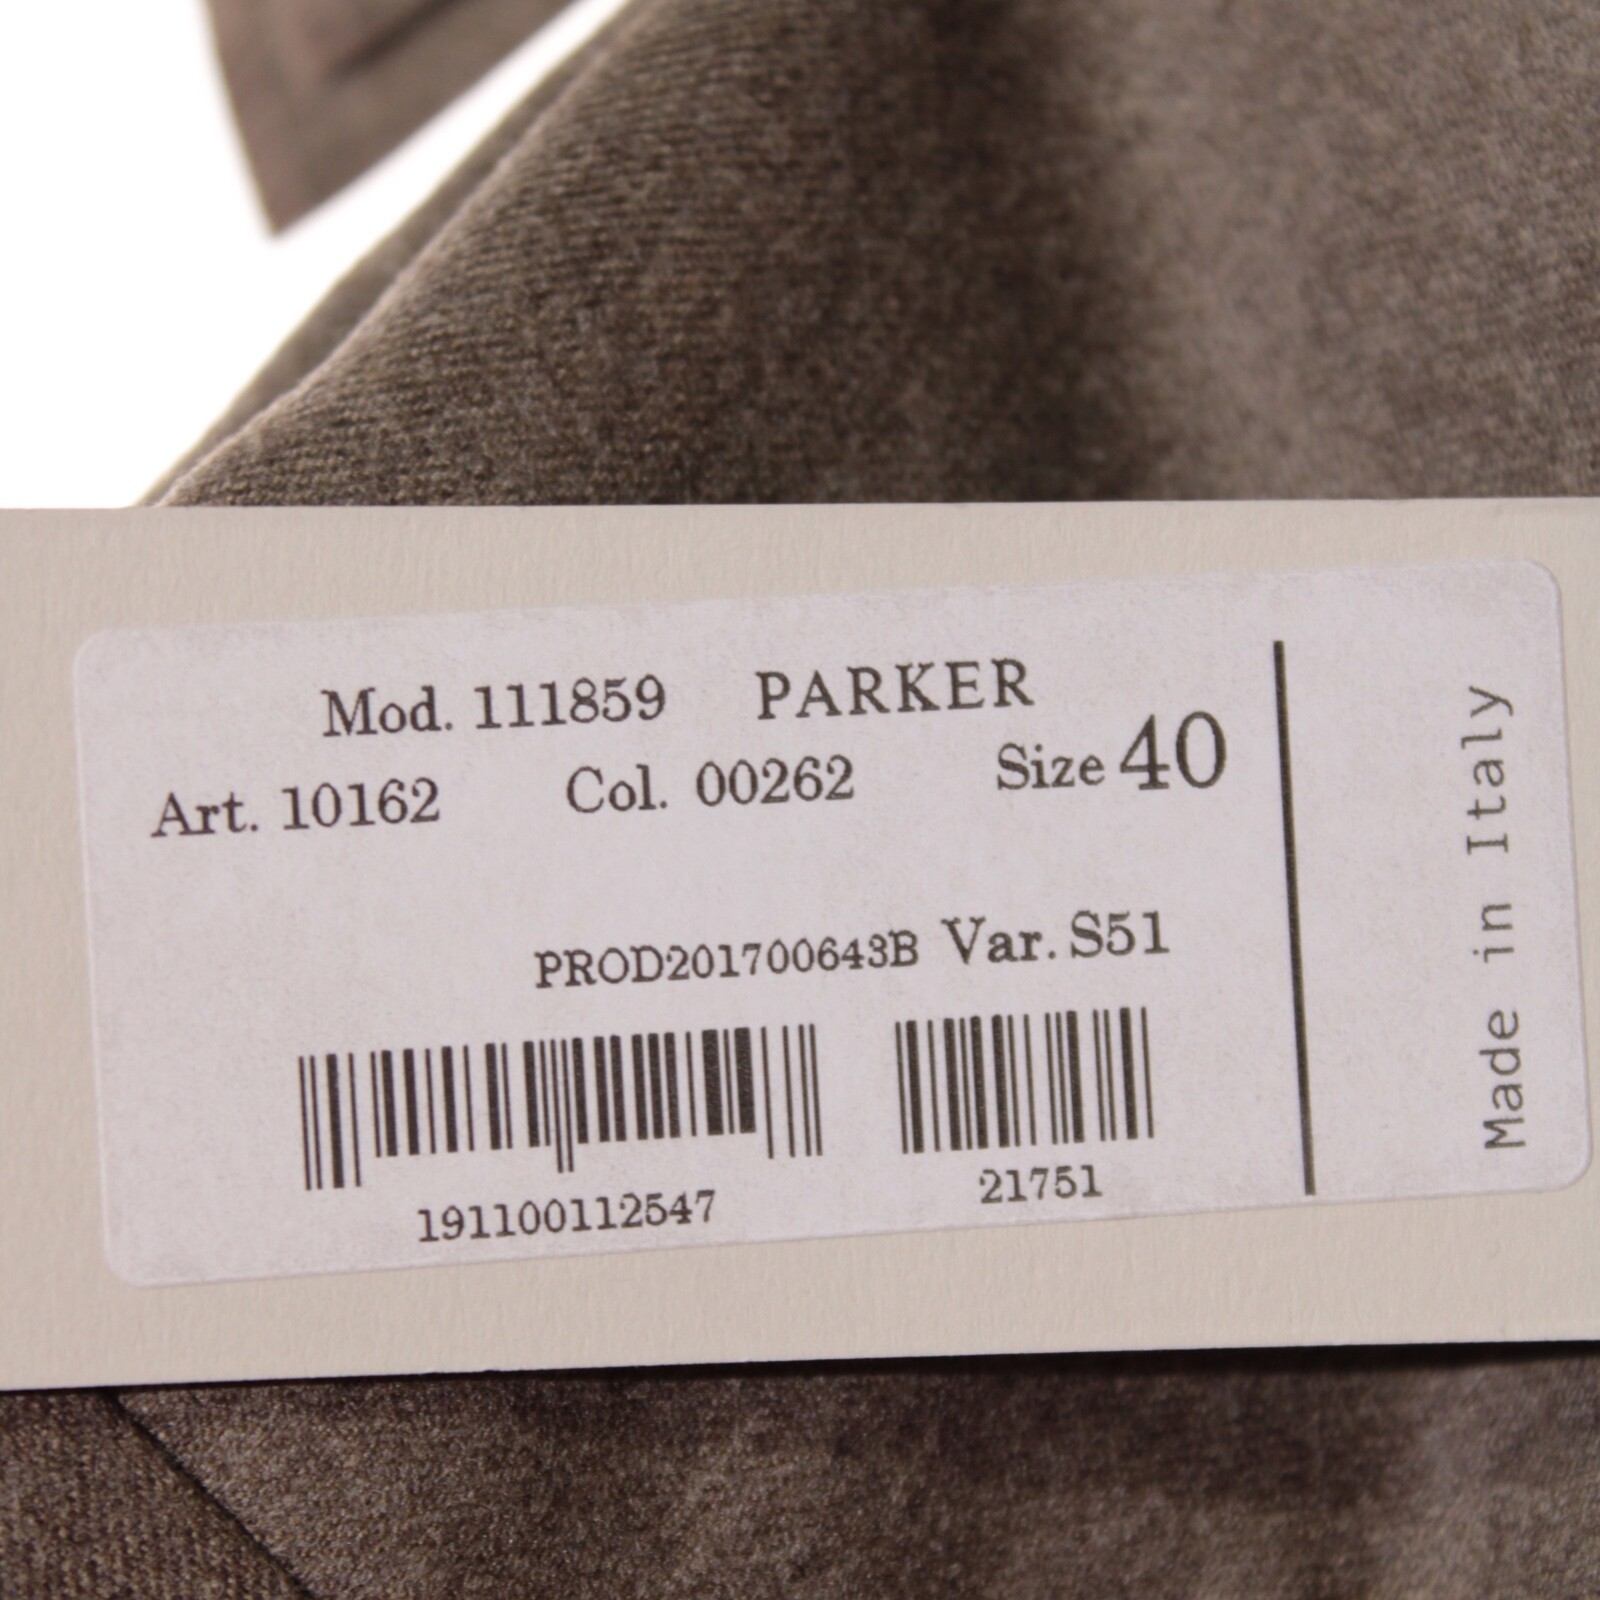 Mod. 111859 PARKER
Art. 10162 Col. 00262 Size 40
PROD201700643B Var. S51
191100112547 21751
Made in Italy